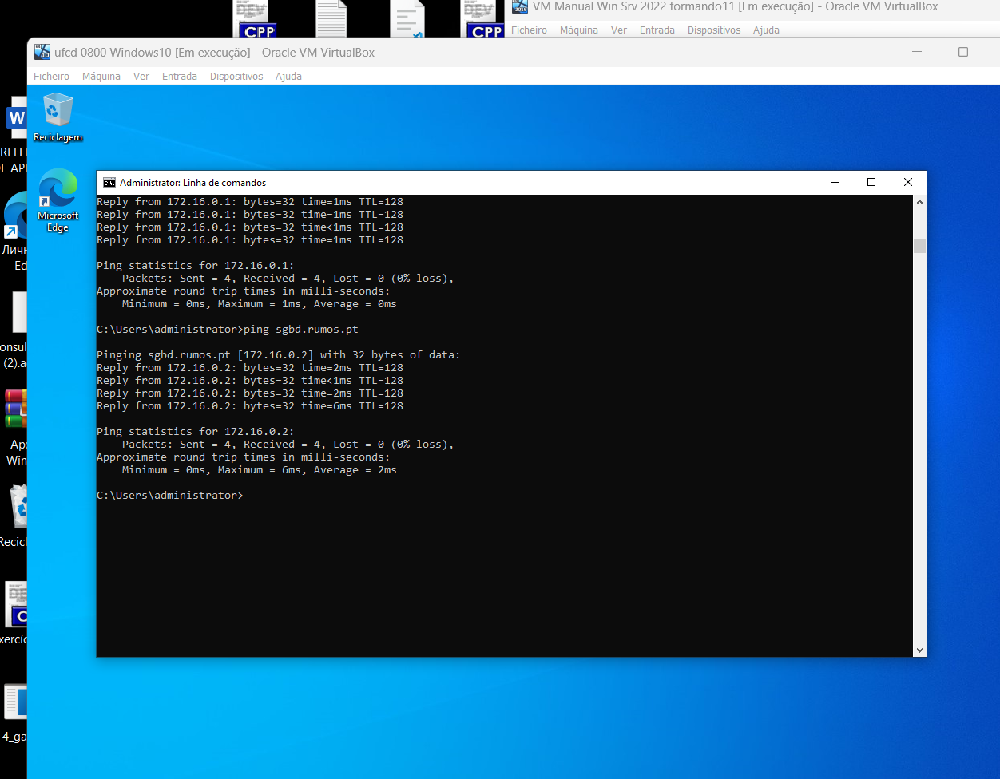 VM Manual Win Srv 2022 formando11 [Em execução] - Oracle VM VirtualBox
Ficheiro Máquina Ver Entrada Dispositivos Ajuda
DEV
CPP
DEV
CPP
2019
10
ufcd 0800 Windows10 [Em execução] - Oracle VM VirtualBox
Ficheiro Máquina Ver Entrada Dispositivos Ajuda
W
REFL
E API
Reciclagem
Microsoft
Edge
Личн
Ed
onsul
(2).a
Ар
Win
Recicl
C
xercíc
4_ga
Administrator: Linha de comandos
Reply from 172.16.0.1: bytes=32 time=1ms TTL=128
Reply from 172.16.0.1: bytes=32 time=1ms TTL=128
Reply from 172.16.0.1: bytes=32 time<1ms TTL=128
Reply from 172.16.0.1: bytes=32 time=1ms TTL=128
Ping statistics for 172.16.0.1:
Packets: Sent = 4, Received = 4, Lost = 0 (0% loss),
Approximate round trip times in milli-seconds:
Minimum = 0ms, Maximum = 1ms, Average = 0ms
C:\Users\administrator>ping sgbd.rumos.pt
Pinging sgbd.rumos.pt [172.16.0.2] with 32 bytes of data:
Reply from 172.16.0.2: bytes=32 time=2ms TTL=128
Reply from 172.16.0.2: bytes=32 time<1ms TTL=128
Reply from 172.16.0.2: bytes=32 time=2ms TTL=128
Reply from 172.16.0.2: bytes=32 time=6ms TTL=128
Ping statistics for 172.16.0.2:
Packets: Sent = 4, Received = 4, Lost = 0 (0% loss),
Approximate round trip times in milli-seconds:
Minimum = 0ms, Maximum = 6ms, Average = 2ms
C:\Users\administrator>